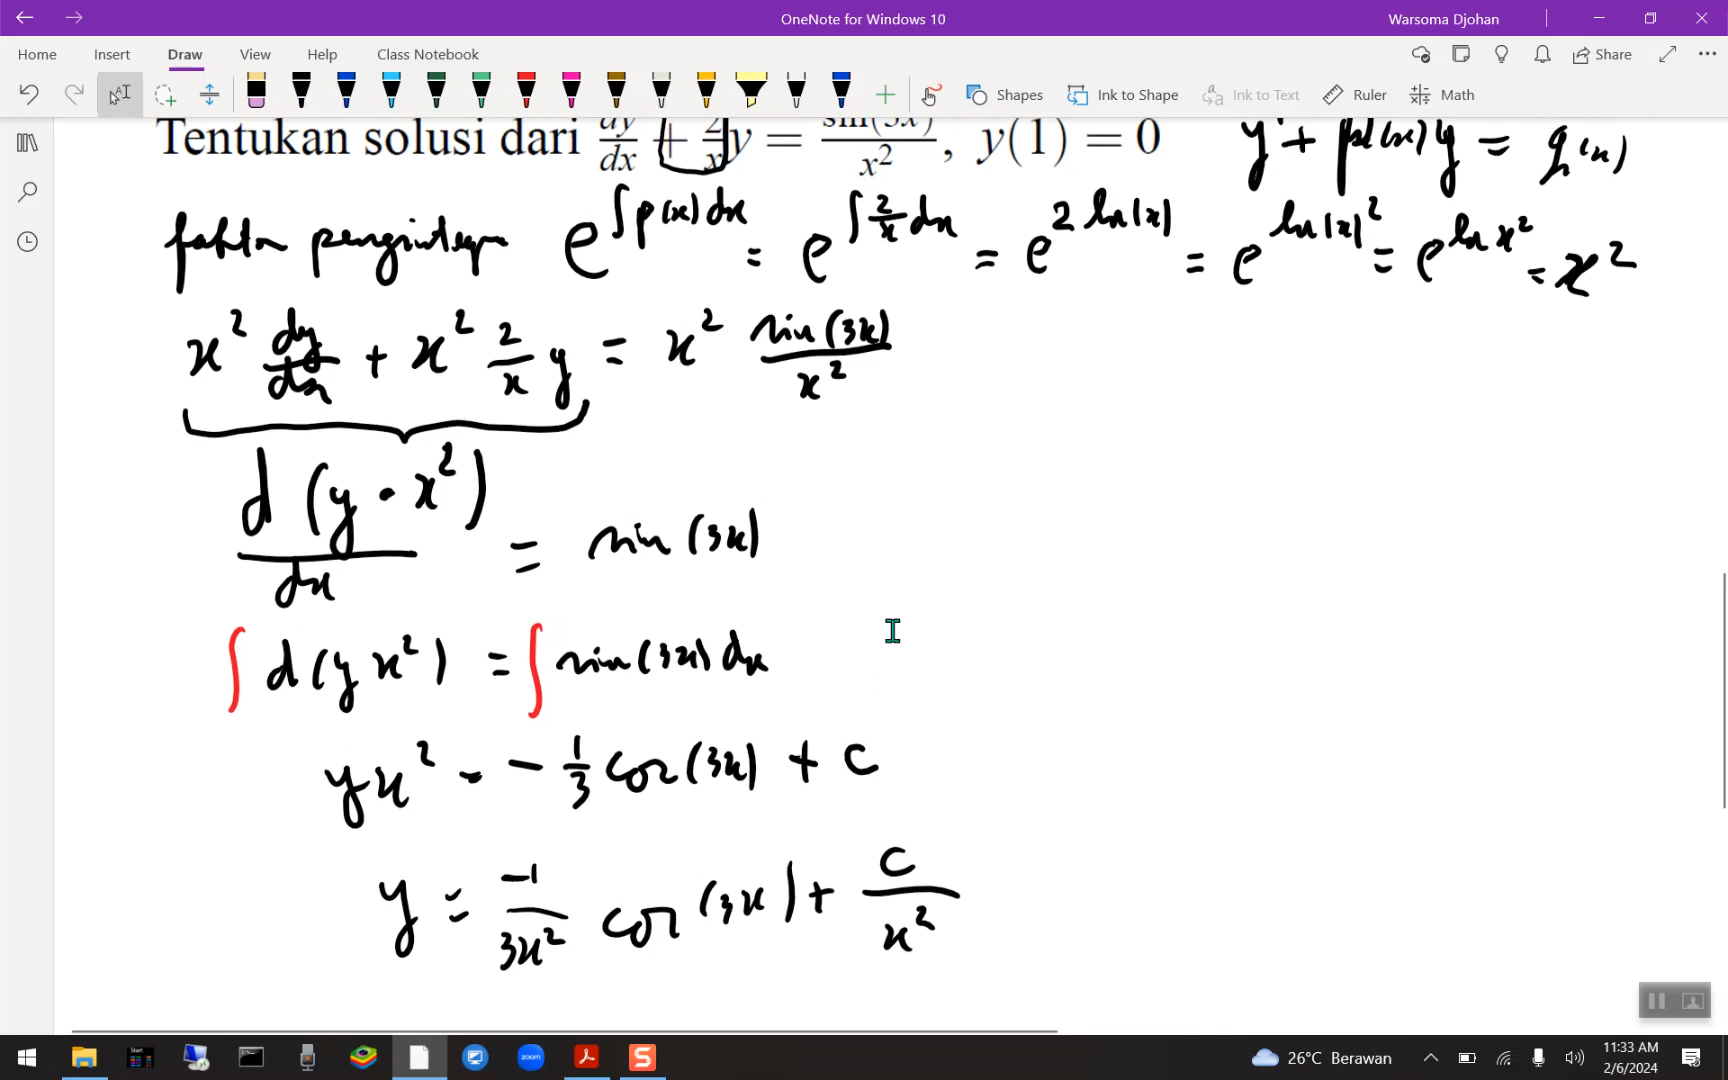 OneNote for Windows 10
Warsoma Djohan
Home Insert Draw View Help Class Notebook Share
Shapes Ink to Shape Ink to Text Ruler Math
Tentukan solusi dari dy/dx + 2/x y = sin(3x)/x², y(1) = 0 y' + p(x)y = q(x)
faktor pengintegra e^∫p(x)dx = e^∫2/x dx = e^2 ln|x| = e^ln|x|² = e^ln x² = x²
x² dy/dx + x² 2/x y = x² sin(3x)/x²
d(y · x²)/dx = sin(3x)
∫ d(y x²) = ∫ sin(3x) dx
y x² = - 1/3 cos(3x) + C
y = -1/3x² cos(3x) + C/x²
Start
zoom
26°C Berawan
11:33 AM
2/6/2024